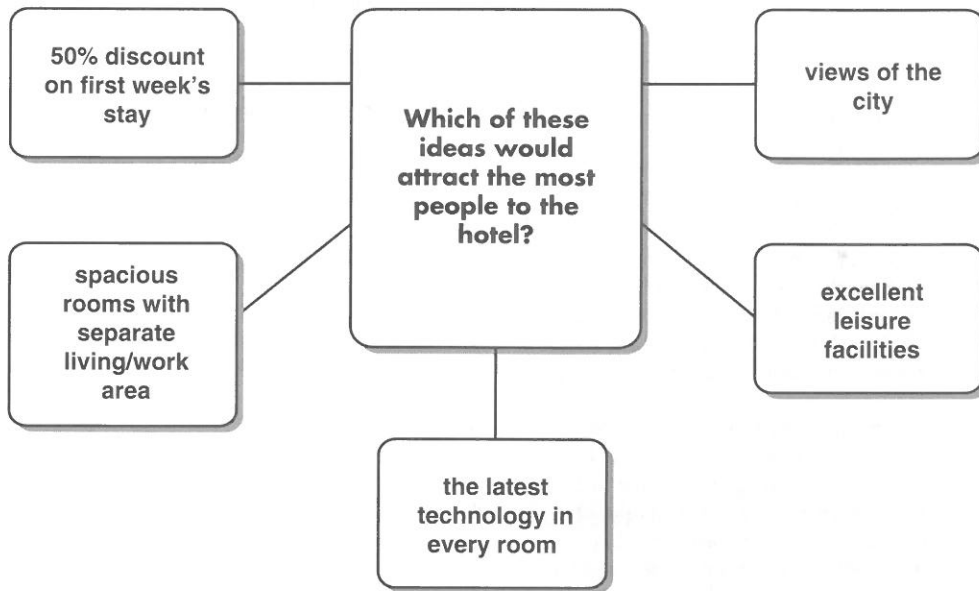 50% discount
on first week's
stay
Which of these
ideas would
attract the most
people to the
hotel?
views of the
city
spacious
rooms with
separate
living/work
area
excellent
leisure
facilities
the latest
technology in
every room